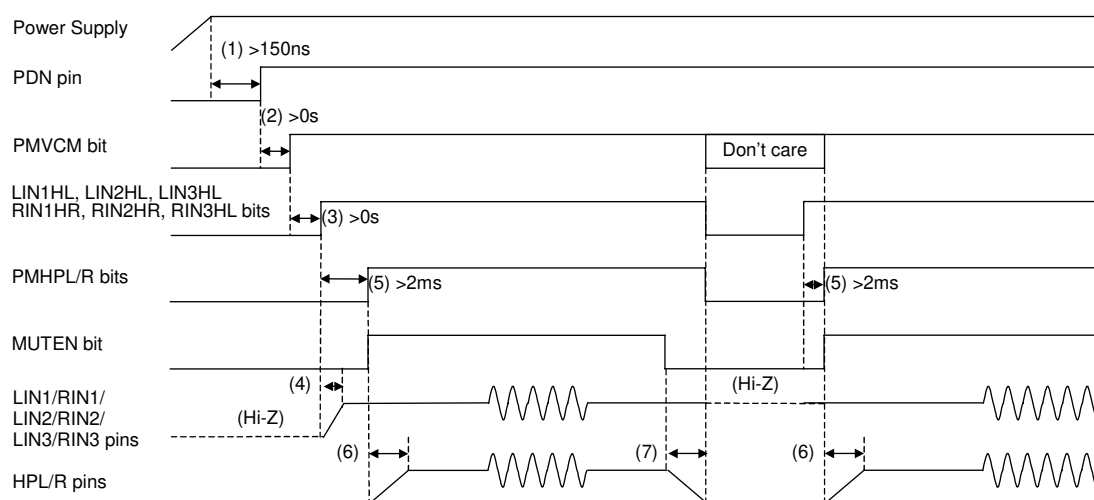 Power Supply
(1) >150ns
PDN pin
(2) >0s
PMVCM bit
Don't care
LIN1HL, LIN2HL, LIN3HL
RIN1HR, RIN2HR, RIN3HL bits
(3) >0s
PMHPL/R bits
(5) >2ms
(5) >2ms
MUTEN bit
(4)
(Hi-Z)
LIN1/RIN1/
LIN2/RIN2/
LIN3/RIN3 pins
(Hi-Z)
(6)
(7)
(6)
HPL/R pins